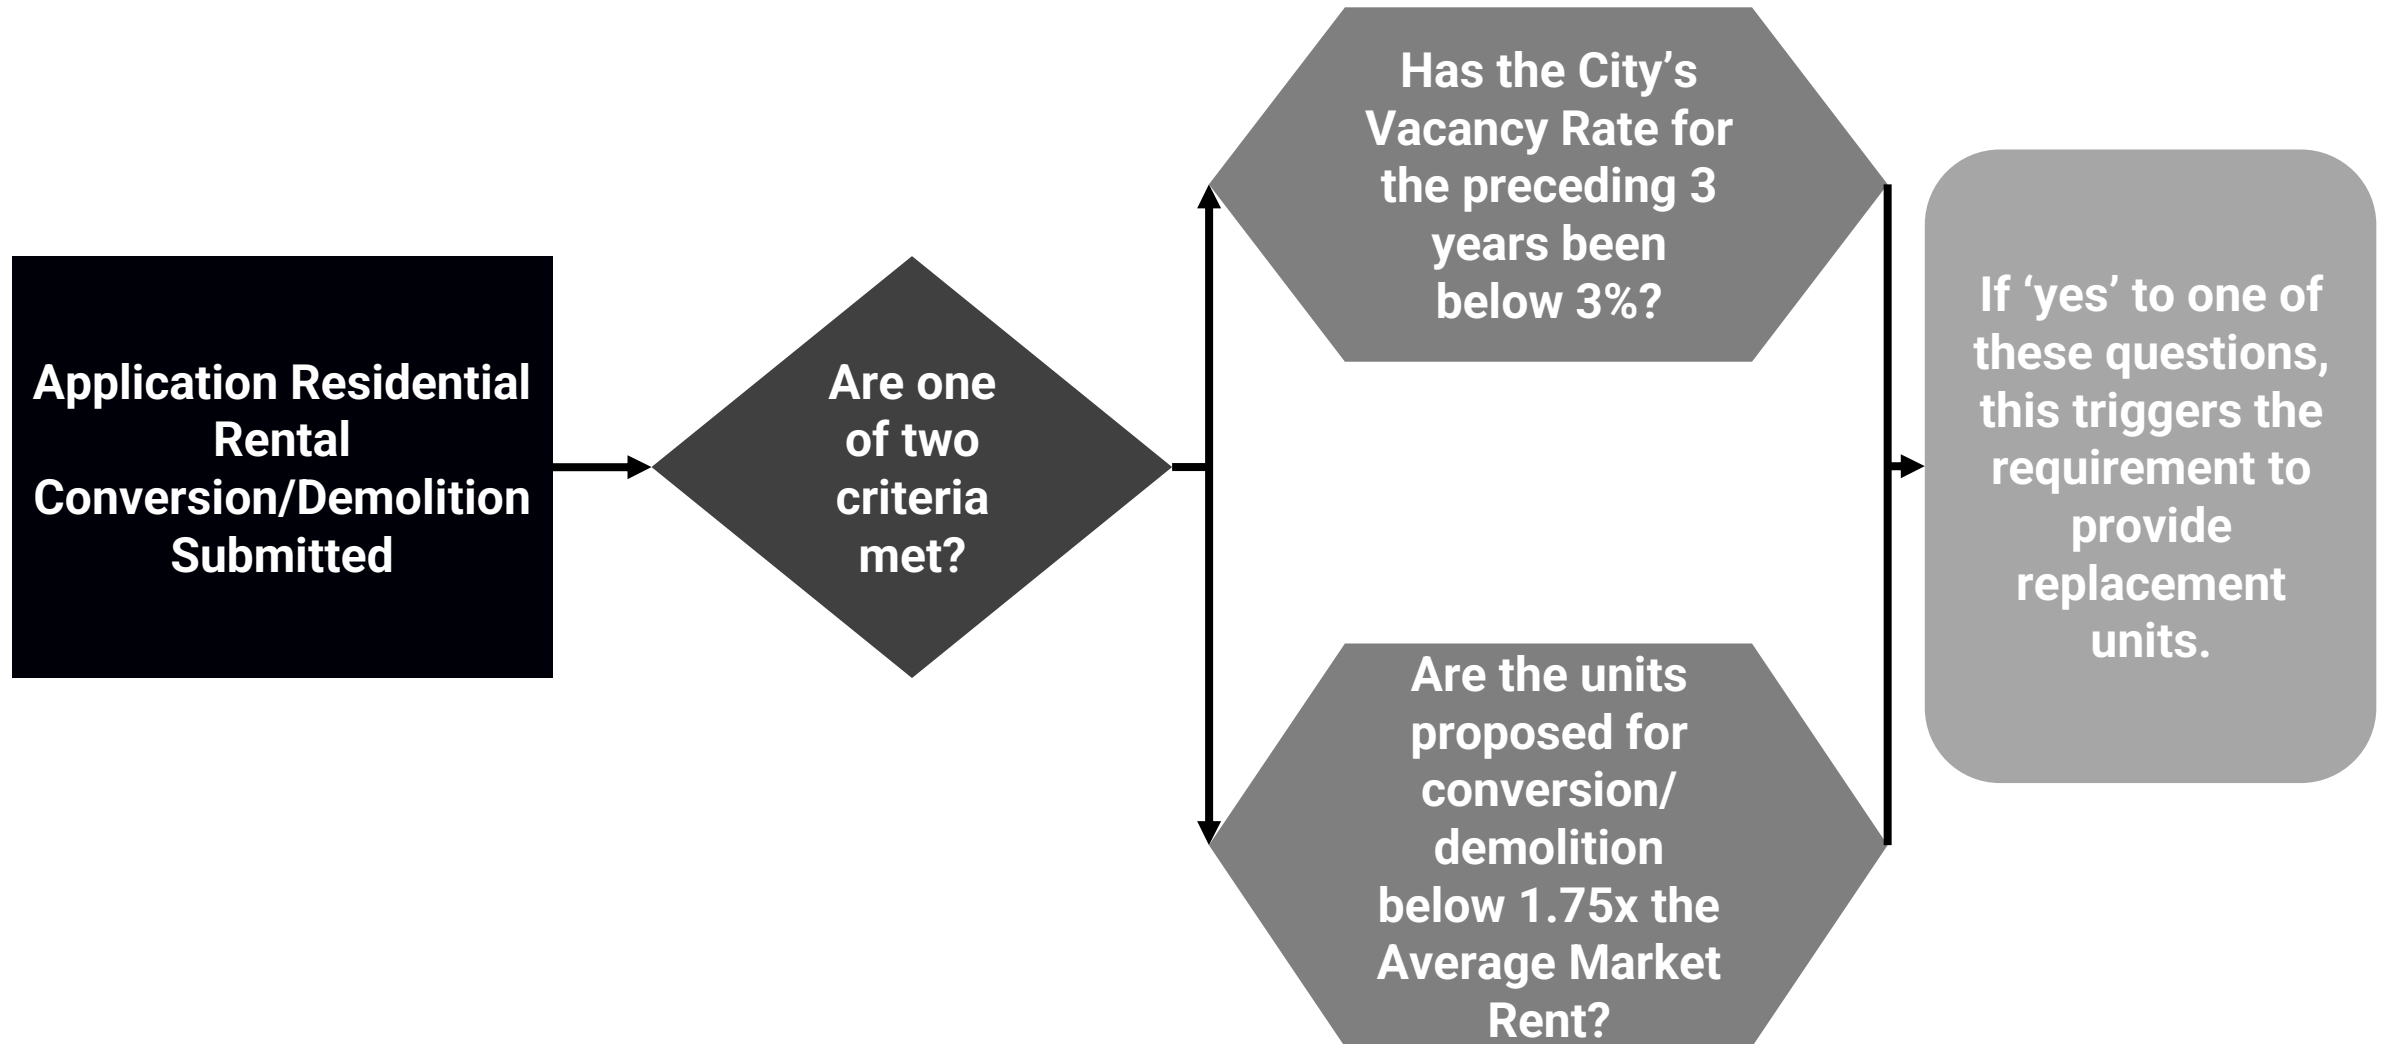 Application Residential
Rental
Conversion/Demolition
Submitted
Are one
of two
criteria
met?
Has the City’s
Vacancy Rate for
the preceding 3
years been
below 3%?
Are the units
proposed for
conversion/
demolition
below 1.75x the
Average Market
Rent?
If ‘yes’ to one of
these questions,
this triggers the
requirement to
provide
replacement
units.